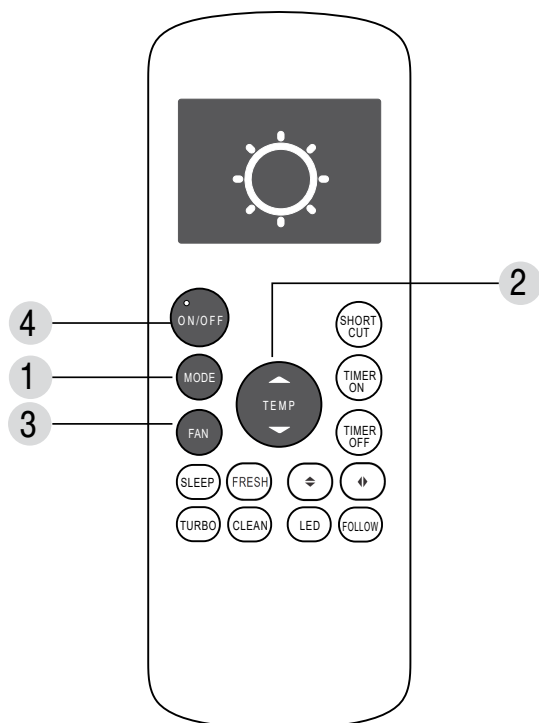 2
4
ON/OFF
SHORT
CUT
1
MODE
TEMP
TIMER
ON
3
FAN
TIMER
OFF
SLEEP FRESH
TURBO CLEAN LED FOLLOW